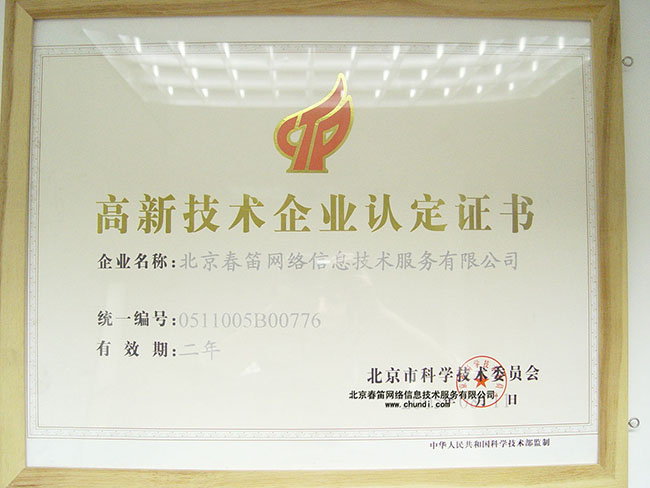 高新技术企业认定证书
企业名称:北京春笛网络信息技术服务有限公司
统一编号:0511005B00776
有效期:二年
北京市科学技术委员会
北京春笛网络信息技术服务有限公司
年 月 日
www.chundi.com
中华人民共和国科学技术部监制